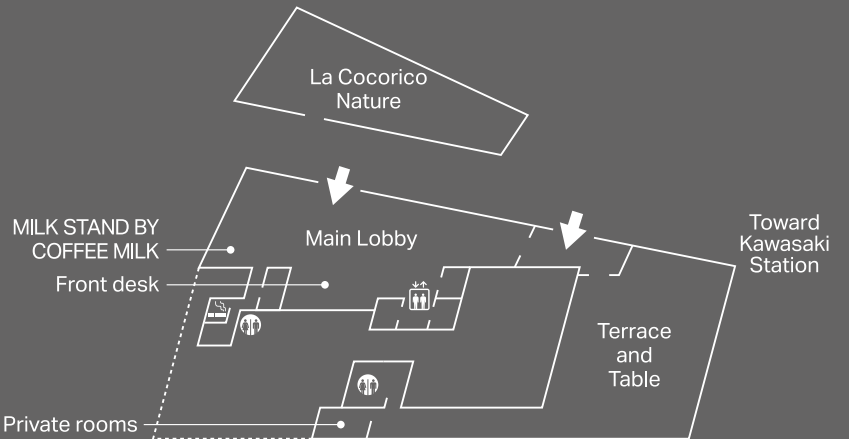 La Cocorico
Nature
MILK STAND BY
COFFEE MILK
Main Lobby
Toward
Kawasaki
Station
Front desk
Terrace
and
Table
Private rooms